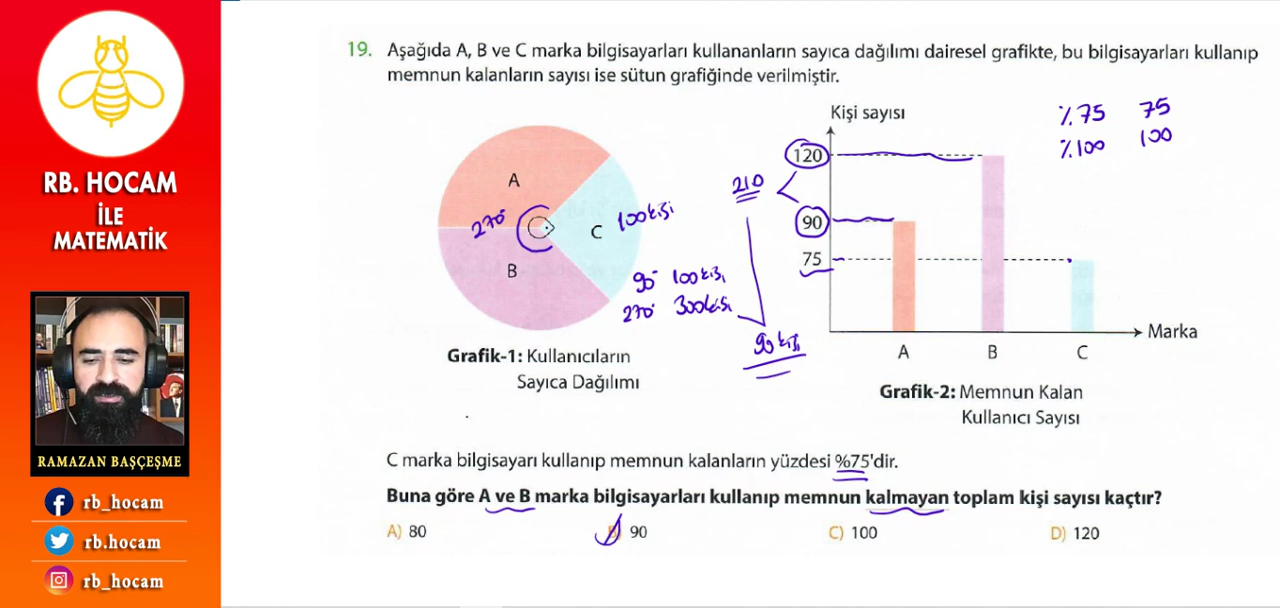 RB. HOCAM
İLE
MATEMATİK
RAMAZAN BAŞÇEŞME
rb_hocam
rb.hocam
rb_hocam
19. Aşağıda A, B ve C marka bilgisayarları kullananların sayıca dağılımı dairesel grafikte, bu bilgisayarları kullanıp
memnun kalanların sayısı ise sütun grafiğinde verilmiştir.
A
B
C
270°
100 kişi
90° 100 kişi
270° 300 kişi
Grafik-1: Kullanıcıların
Sayıca Dağılımı
Kişi sayısı
120
90
75
210
90 kişi
%75 75
%100 100
A B C
Marka
Grafik-2: Memnun Kalan
Kullanıcı Sayısı
C marka bilgisayarı kullanıp memnun kalanların yüzdesi %75'dir.
Buna göre A ve B marka bilgisayarları kullanıp memnun kalmayan toplam kişi sayısı kaçtır?
A) 80 B) 90 C) 100 D) 120